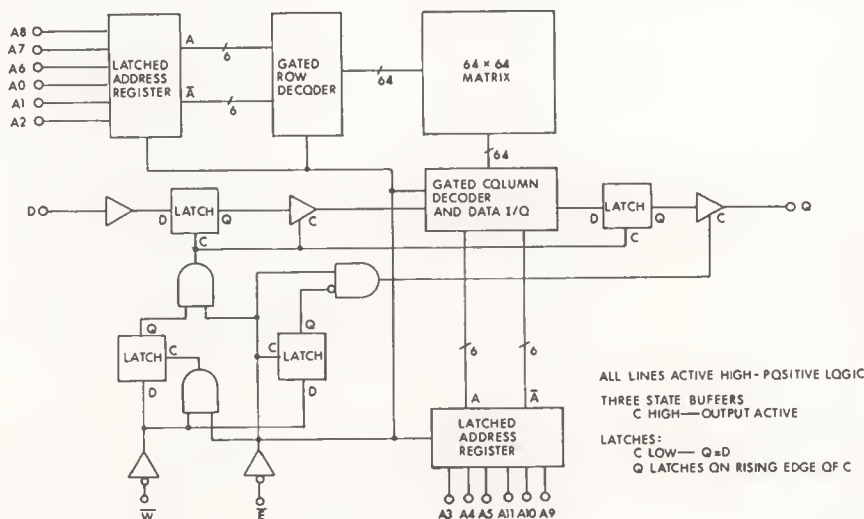 A8
A7
A6
A0
A1
A2
LATCHED
ADDRESS
REGISTER
A
6
A̅
6
GATED
ROW
DECODER
64
64 × 64
MATRIX
64
D
D
LATCH
Q
C
C
GATED COLUMN
DECODER
AND DATA I/Q
D
LATCH
Q
C
C
Q
Q
LATCH
C
D
Q
C
LATCH
D
6
6
A
A̅
LATCHED
ADDRESS
REGISTER
A3
A4
A5
A11
A10
A9
W̅
E̅
ALL LINES ACTIVE HIGH-POSITIVE LOGIC
THREE STATE BUFFERS
C HIGH—OUTPUT ACTIVE
LATCHES:
C LOW— Q=D
Q LATCHES ON RISING EDGE OF C